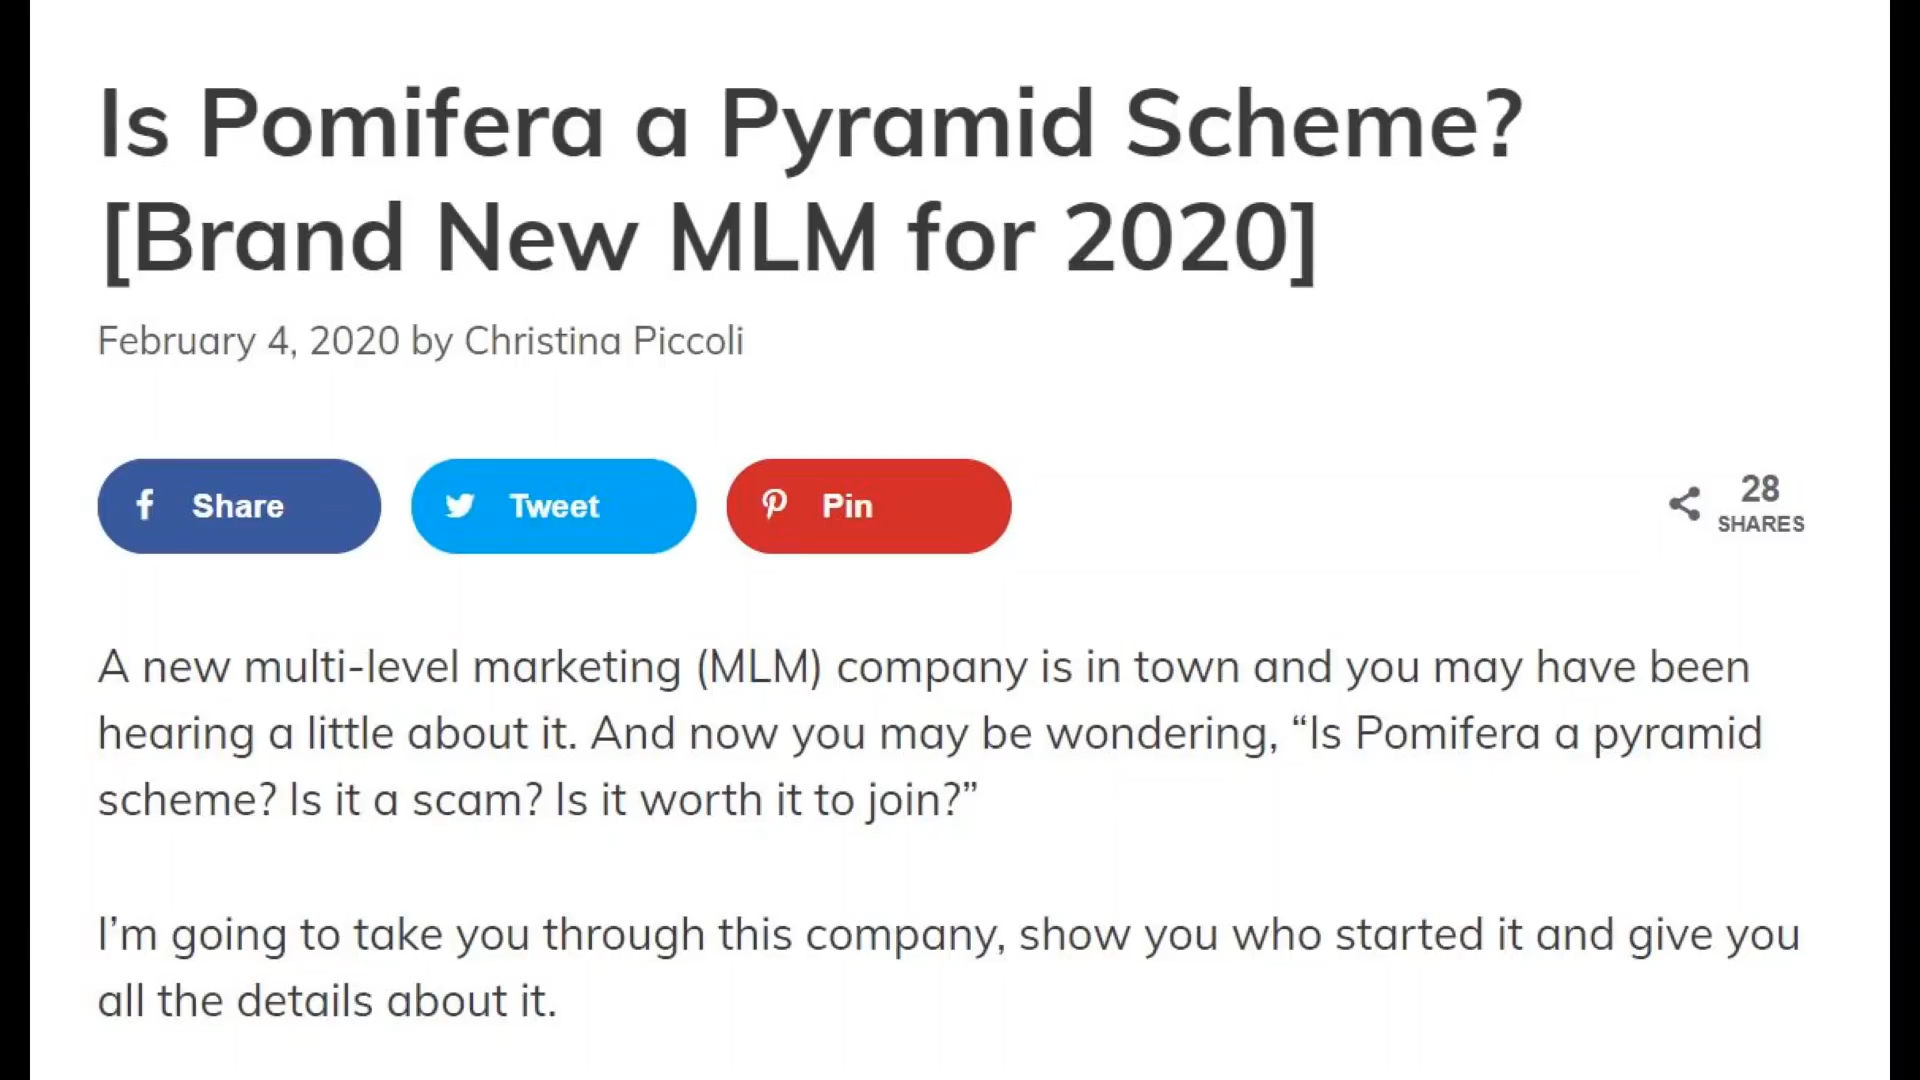 Is Pomifera a Pyramid Scheme?
[Brand New MLM for 2020]
February 4, 2020 by Christina Piccoli
Share
Tweet
Pin
28
SHARES
A new multi-level marketing (MLM) company is in town and you may have been
hearing a little about it. And now you may be wondering, “Is Pomifera a pyramid
scheme? Is it a scam? Is it worth it to join?”
I’m going to take you through this company, show you who started it and give you
all the details about it.